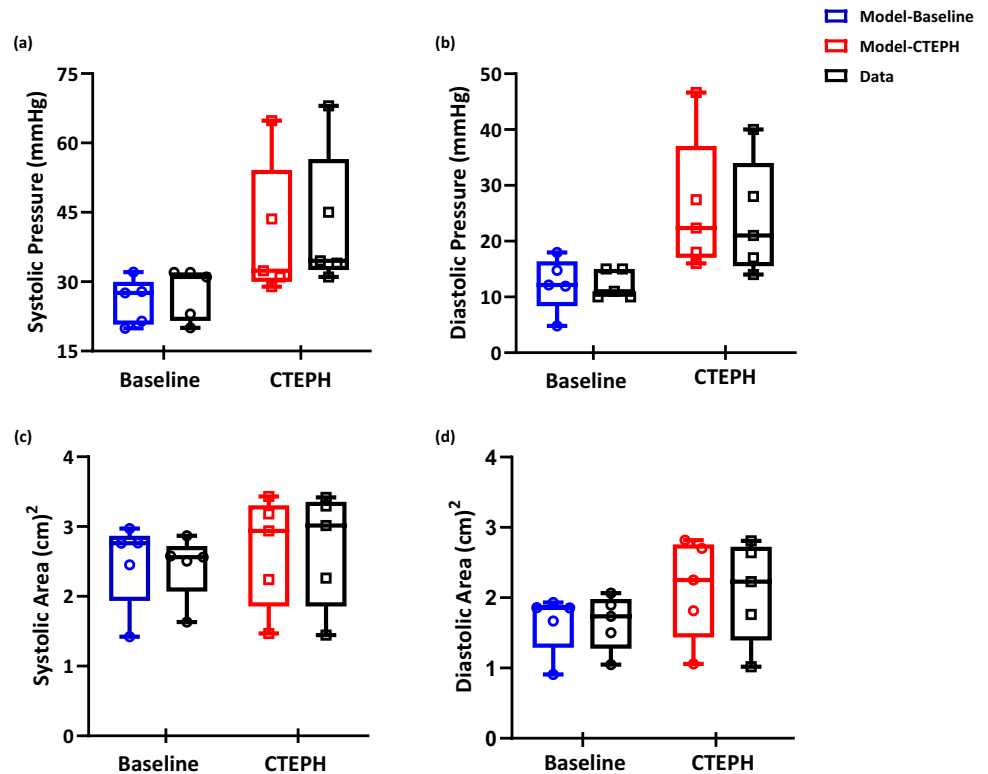 Model-Baseline
Model-CTEPH
Data
(a)
Systolic Pressure (mmHg)
75
60
45
30
15
Baseline CTEPH
(b)
Diastolic Pressure (mmHg)
50
40
30
20
10
0
Baseline CTEPH
(c)
Systolic Area (cm)²
4
3
2
1
0
Baseline CTEPH
(d)
Diastolic Area (cm)²
4
3
2
1
0
Baseline CTEPH